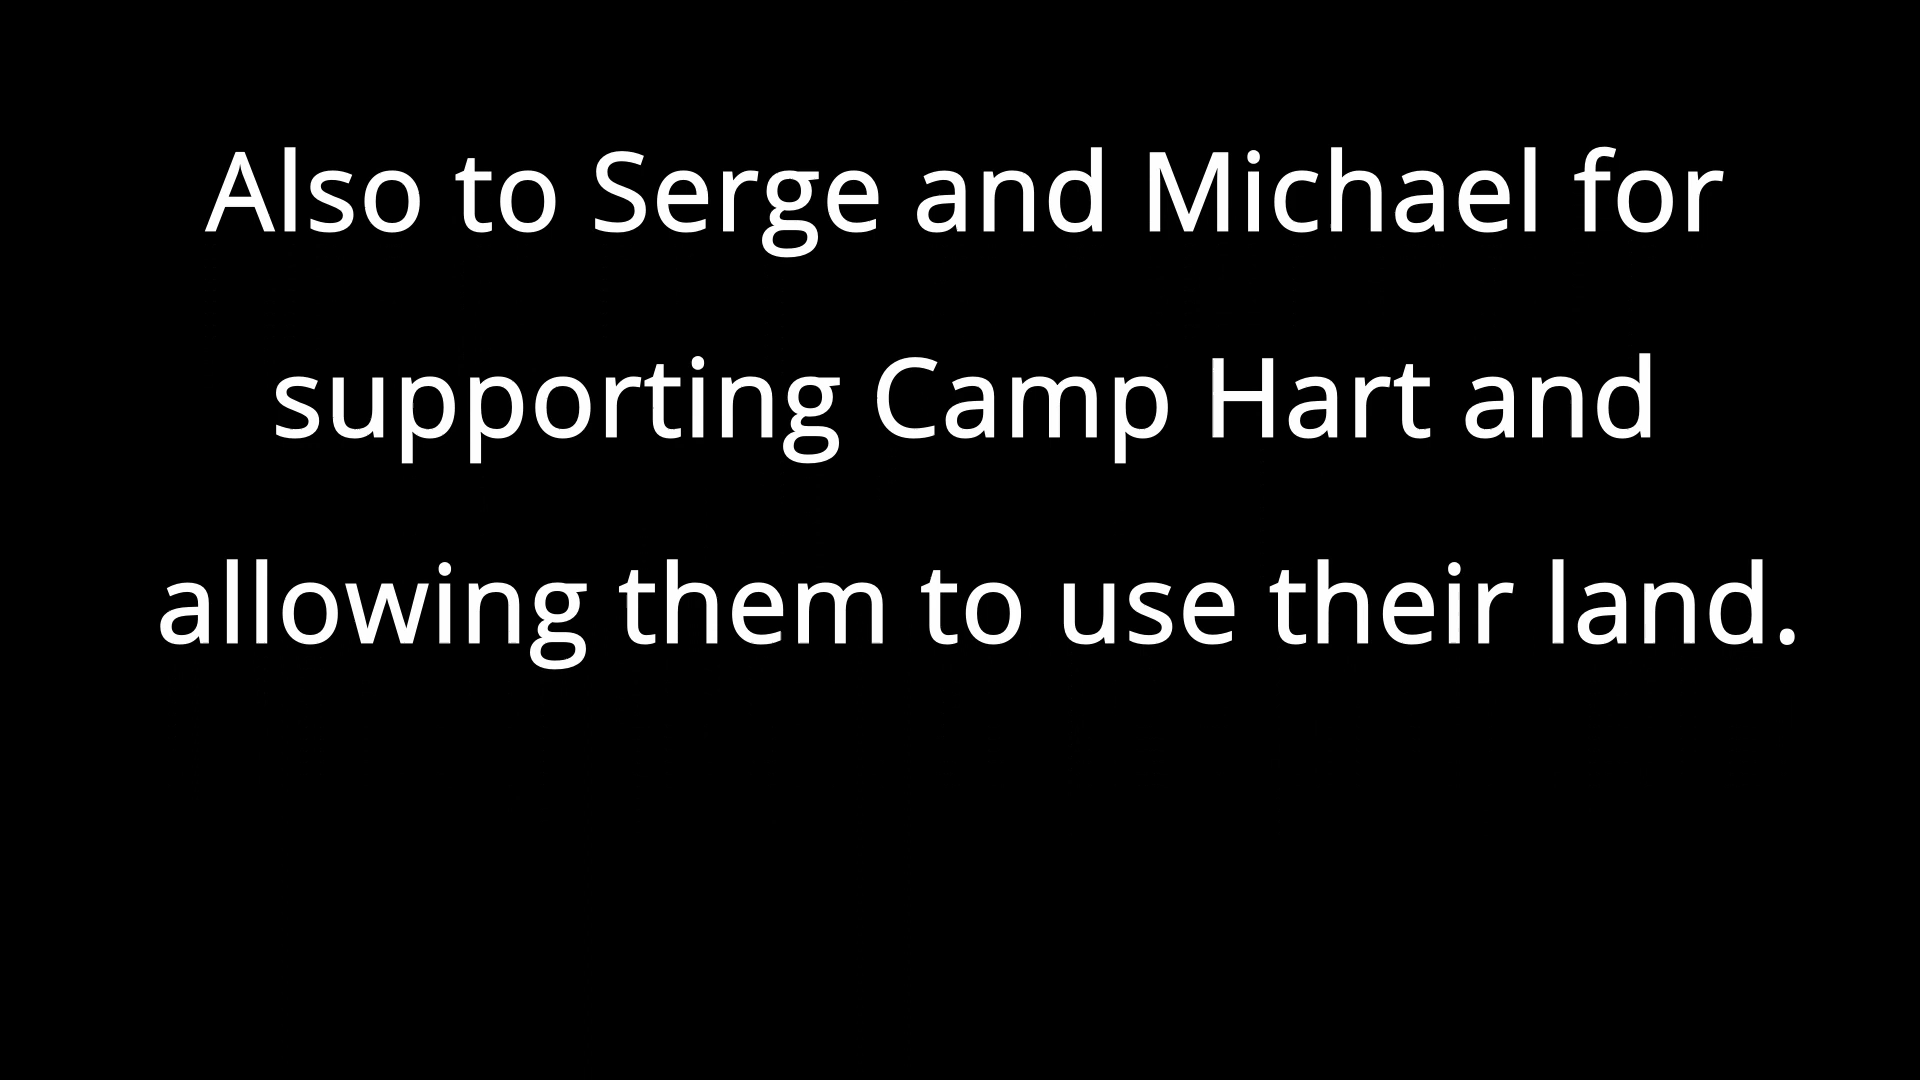 Also to Serge and Michael for
supporting Camp Hart and
allowing them to use their land.